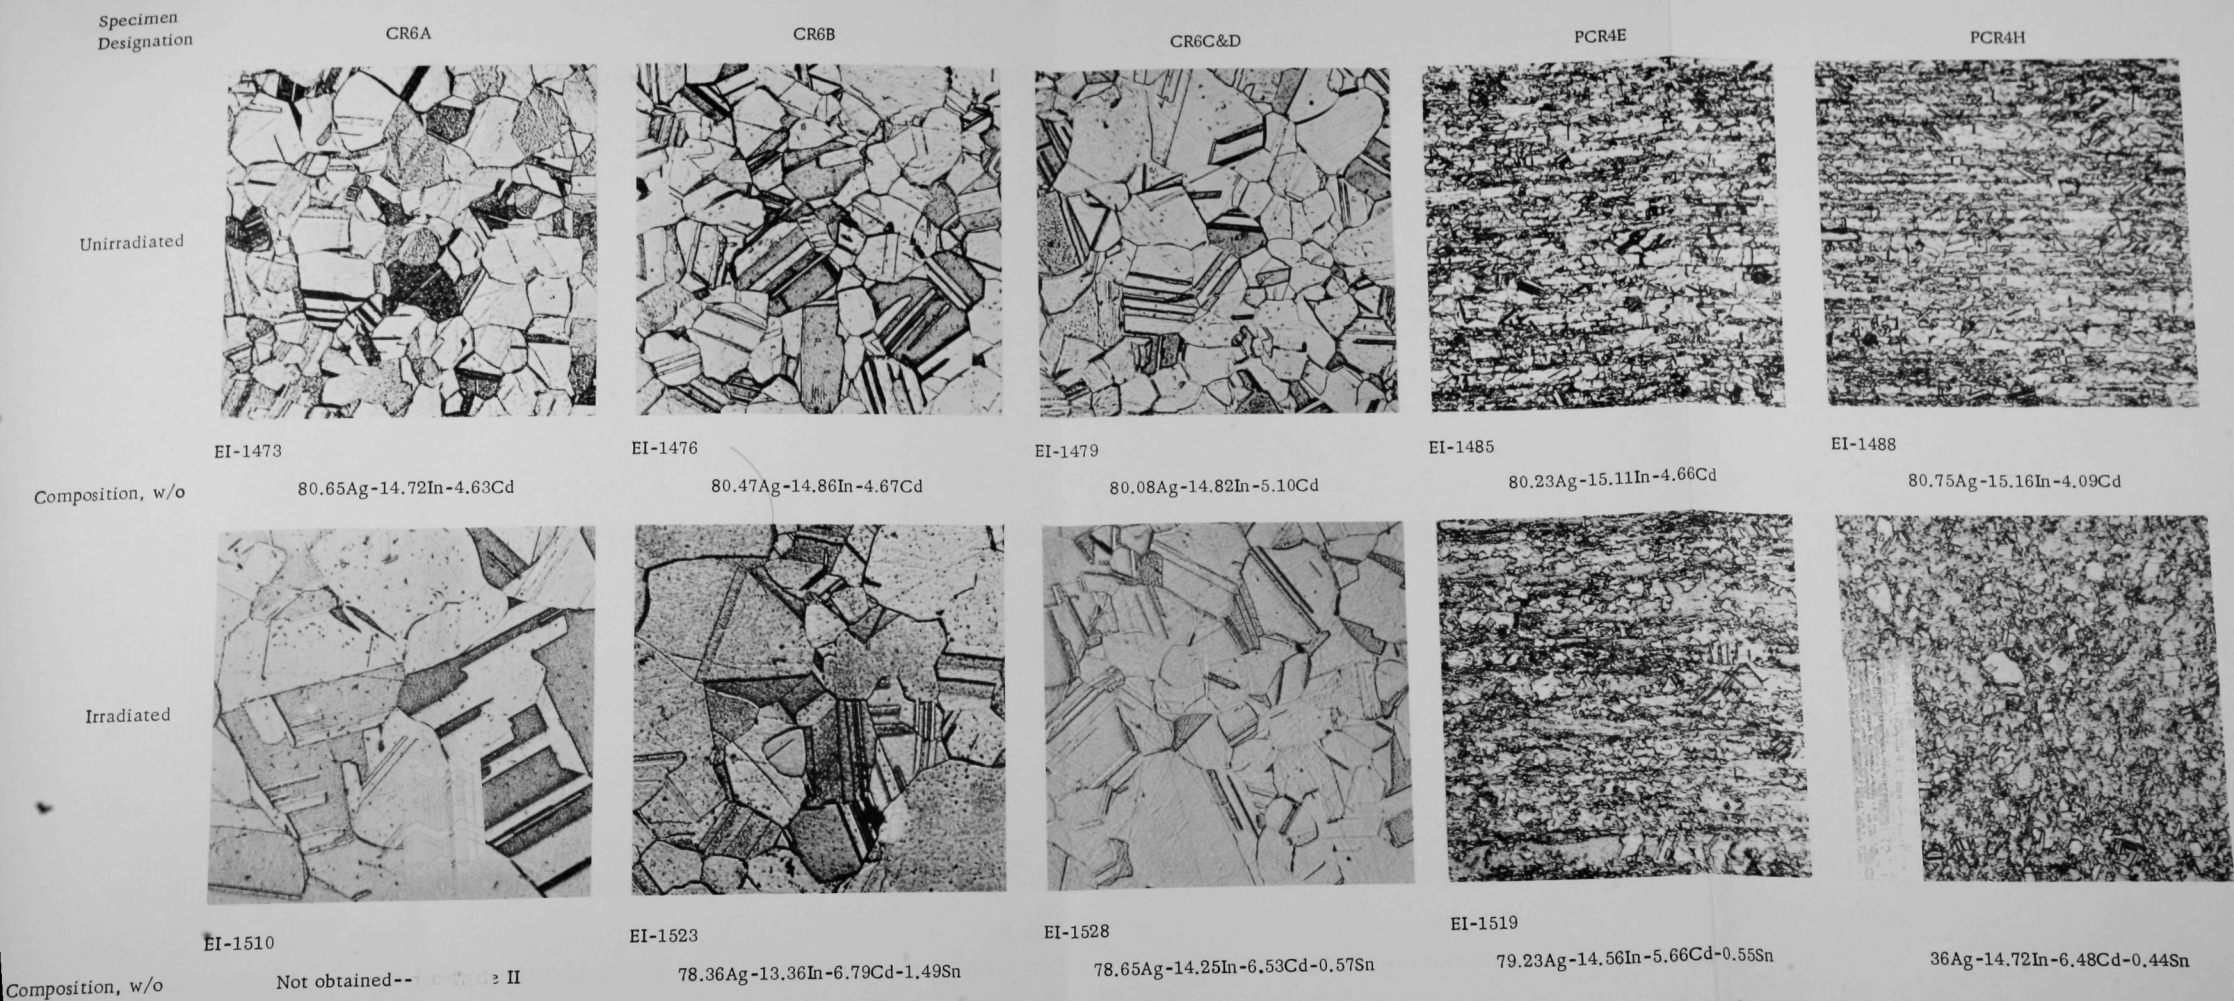 Specimen
Designation
CR6A
CR6B
CR6C&D
PCR4E
PCR4H
Unirradiated
EI-1473
EI-1476
EI-1479
EI-1485
EI-1488
Composition, w/o
80.65Ag-14.72In-4.63Cd
80.47Ag-14.86In-4.67Cd
80.08Ag-14.82In-5.10Cd
80.23Ag-15.11In-4.66Cd
80.75Ag-15.16In-4.09Cd
Irradiated
EI-1510
EI-1523
EI-1528
EI-1519
Composition, w/o
Not obtained-- II
78.36Ag-13.36In-6.79Cd-1.49Sn
78.65Ag-14.25In-6.53Cd-0.57Sn
79.23Ag-14.56In-5.66Cd-0.55Sn
36Ag-14.72In-6.48Cd-0.44Sn